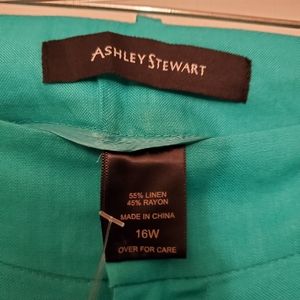 ASHLEY STEWART
55% LINEN
45% RAYON
MADE IN CHINA
16W
OVER FOR CARE